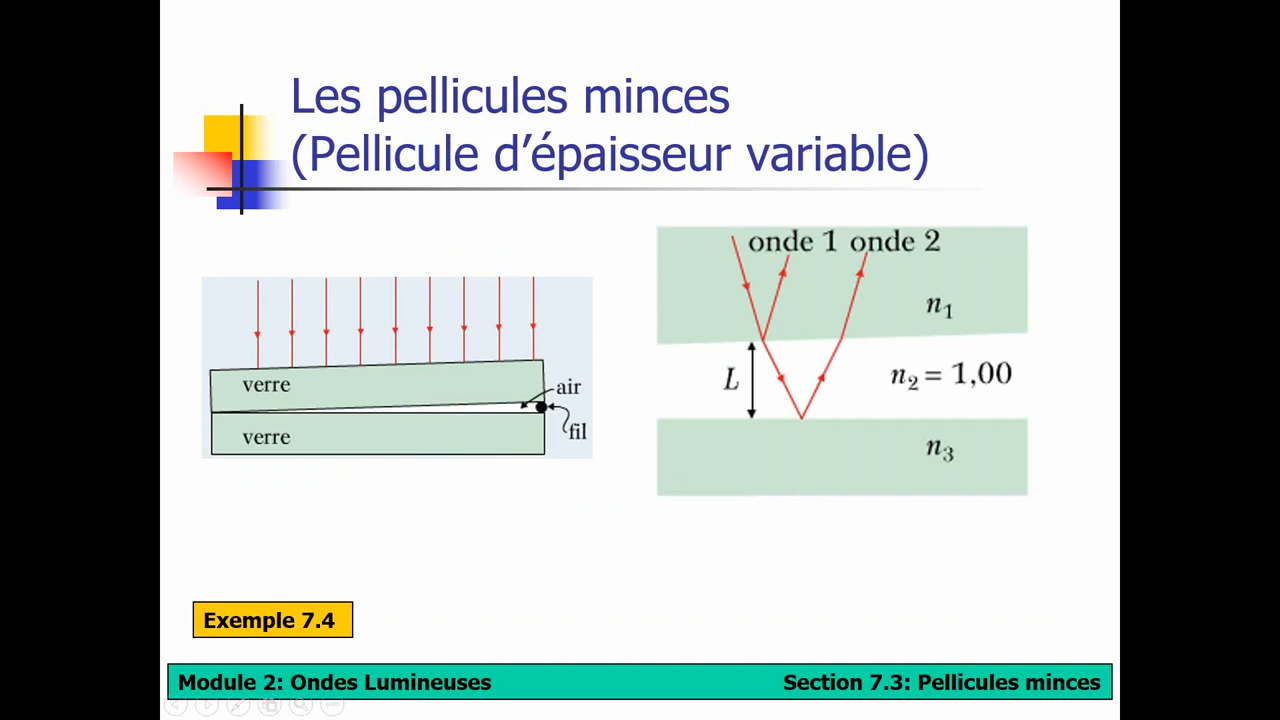 Les pellicules minces
(Pellicule d’épaisseur variable)
verre
verre
air
fil
onde 1 onde 2
n₁
L
n₂ = 1,00
n₃
Exemple 7.4
Module 2: Ondes Lumineuses
Section 7.3: Pellicules minces